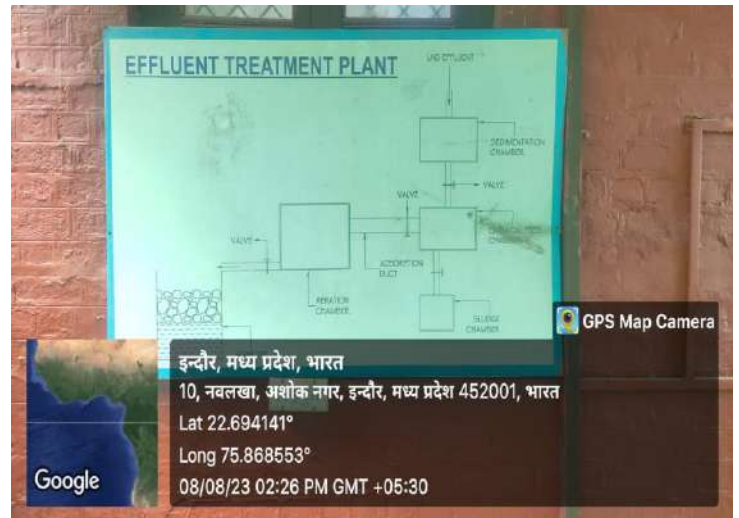 EFFLUENT TREATMENT PLANT
SEDIMENTATION
CHAMBER
VALVE
VALVE
VALVE
DUCT
AERATION
CHAMBER
SLUDGE
CHAMBER
GPS Map Camera
इन्दौर, मध्य प्रदेश, भारत
10, नवलखा, अशोक नगर, इन्दौर, मध्य प्रदेश 452001, भारत
Lat 22.694141°
Long 75.868553°
08/08/23 02:26 PM GMT +05:30
Google